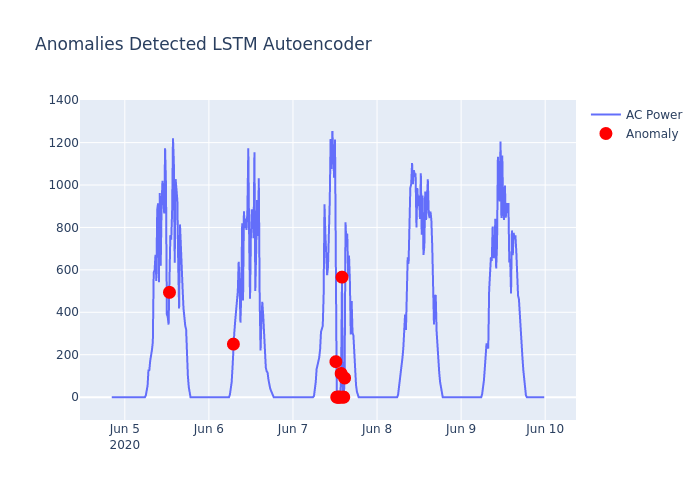 Anomalies Detected LSTM Autoencoder
1400
1200
1000
800
600
400
200
0
Jun 5
2020
Jun 6
Jun 7
Jun 8
Jun 9
Jun 10
AC Power
Anomaly